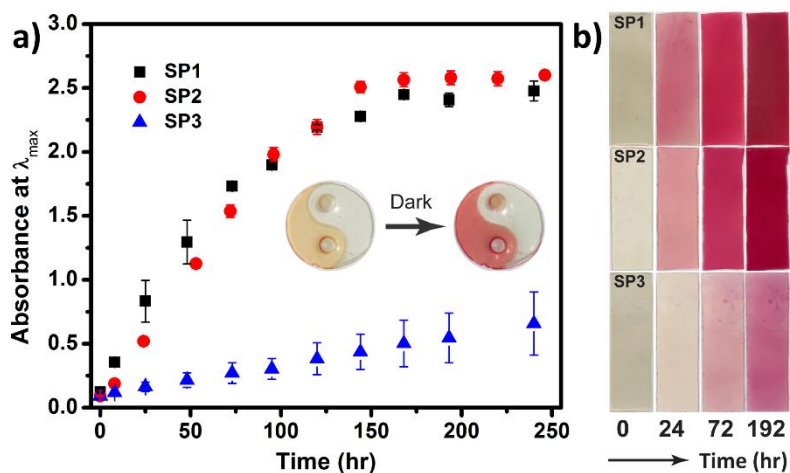 a)
3.0
2.5
2.0
1.5
1.0
0.5
0.0
Absorbance at λmax
SP1
SP2
SP3
Dark
0 50 100 150 200 250
Time (hr)
b)
SP1
SP2
SP3
0 24 72 192
Time (hr)